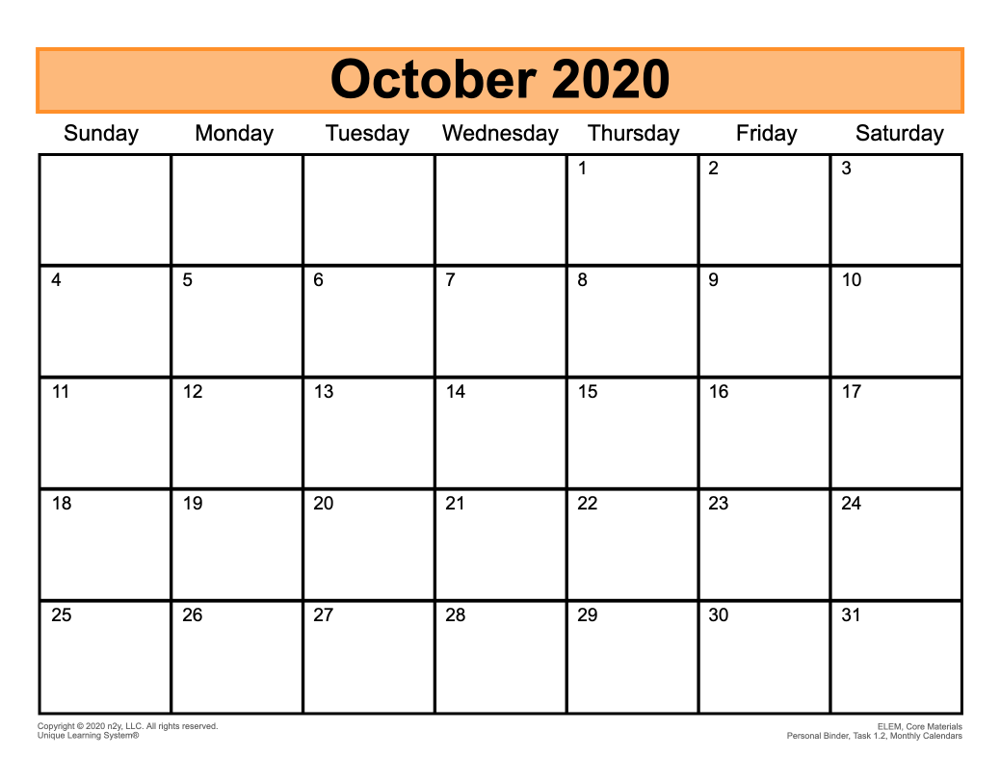 October 2020
Sunday Monday Tuesday Wednesday Thursday Friday Saturday
1 2 3
4 5 6 7 8 9 10
11 12 13 14 15 16 17
18 19 20 21 22 23 24
25 26 27 28 29 30 31
Copyright © 2020 n2y, LLC. All rights reserved.
Unique Learning System®
ELEM, Core Materials
Personal Binder, Task 1.2, Monthly Calendars